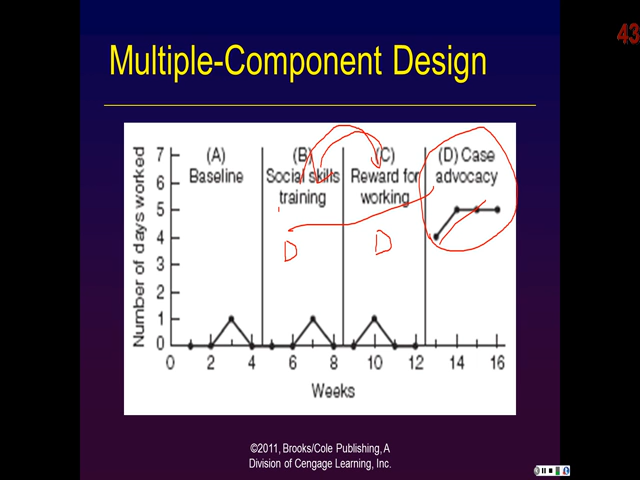 43
Multiple-Component Design
(A) Baseline
(B) Social skills training
(C) Reward for working
(D) Case advocacy
Number of days worked
7
6
5
4
3
2
1
0
D
D
0 2 4 6 8 10 12 14 16
Weeks
©2011, Brooks/Cole Publishing, A
Division of Cengage Learning, Inc.